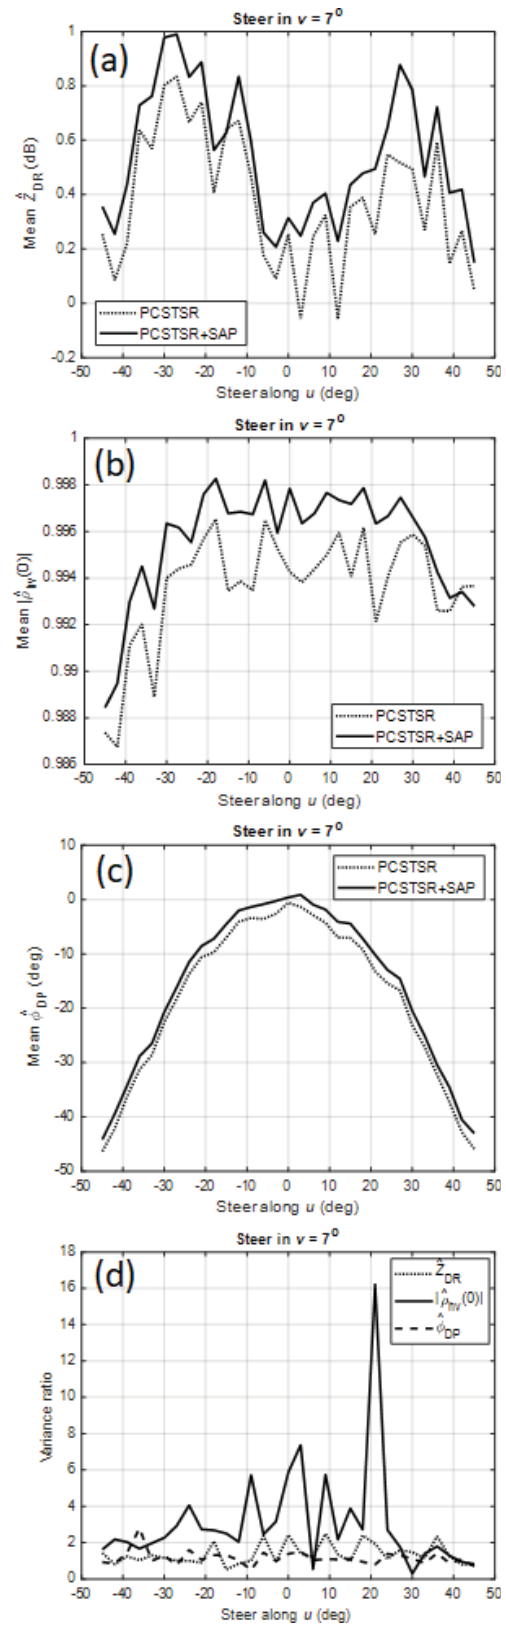 Steer in v = 7⁰
(a)
1
0.8
0.6
0.4
0.2
0
-0.2
Mean Ẑ_DR (dB)
PCSTSR
PCSTSR+SAP
-50 -40 -30 -20 -10 0 10 20 30 40 50
Steer along u (deg)
Steer in v = 7⁰
(b)
1
0.998
0.996
0.994
0.992
0.99
0.988
0.986
Mean |ρ̂_hv(0)|
PCSTSR
PCSTSR+SAP
-50 -40 -30 -20 -10 0 10 20 30 40 50
Steer along u (deg)
Steer in v = 7⁰
(c)
10
0
-10
-20
-30
-40
-50
Mean ϕ̂_DP (deg)
PCSTSR
PCSTSR+SAP
-50 -40 -30 -20 -10 0 10 20 30 40 50
Steer along u (deg)
Steer in v = 7⁰
(d)
18
16
14
12
10
8
6
4
2
0
Variance ratio
Ẑ_DR
|ρ̂_hv(0)|
ϕ̂_DP
-50 -40 -30 -20 -10 0 10 20 30 40 50
Steer along u (deg)